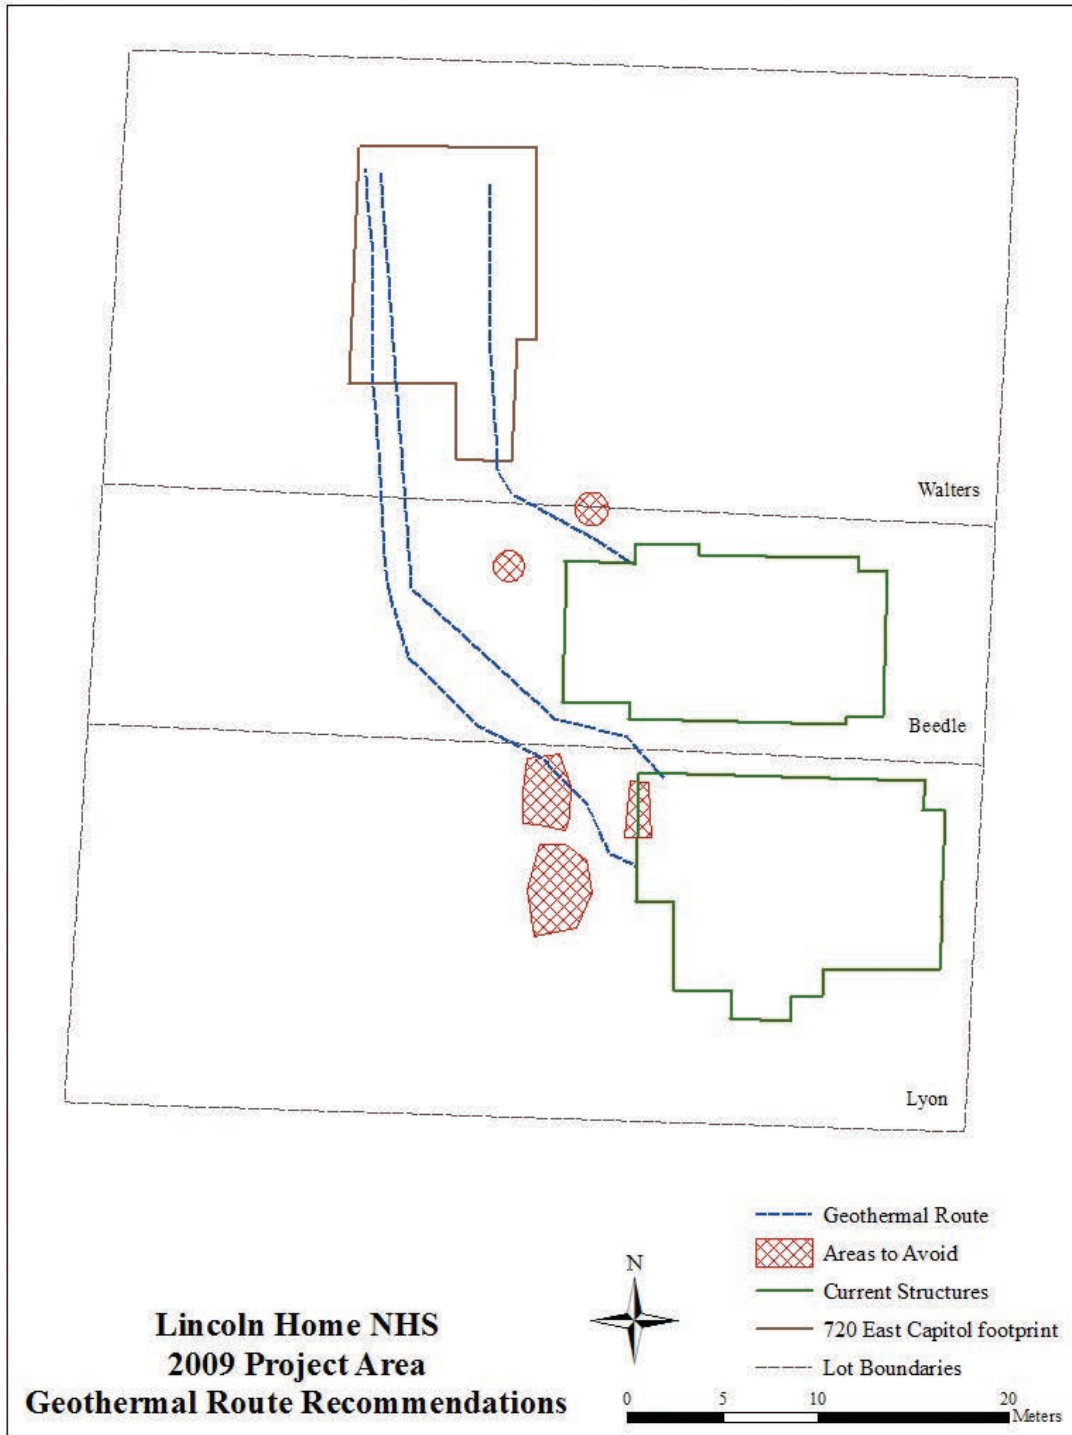 Walters
Beedle
Lyon
Geothermal Route
Areas to Avoid
Current Structures
720 East Capitol footprint
Lot Boundaries
N
Lincoln Home NHS
2009 Project Area
Geothermal Route Recommendations
0 5 10 20
Meters